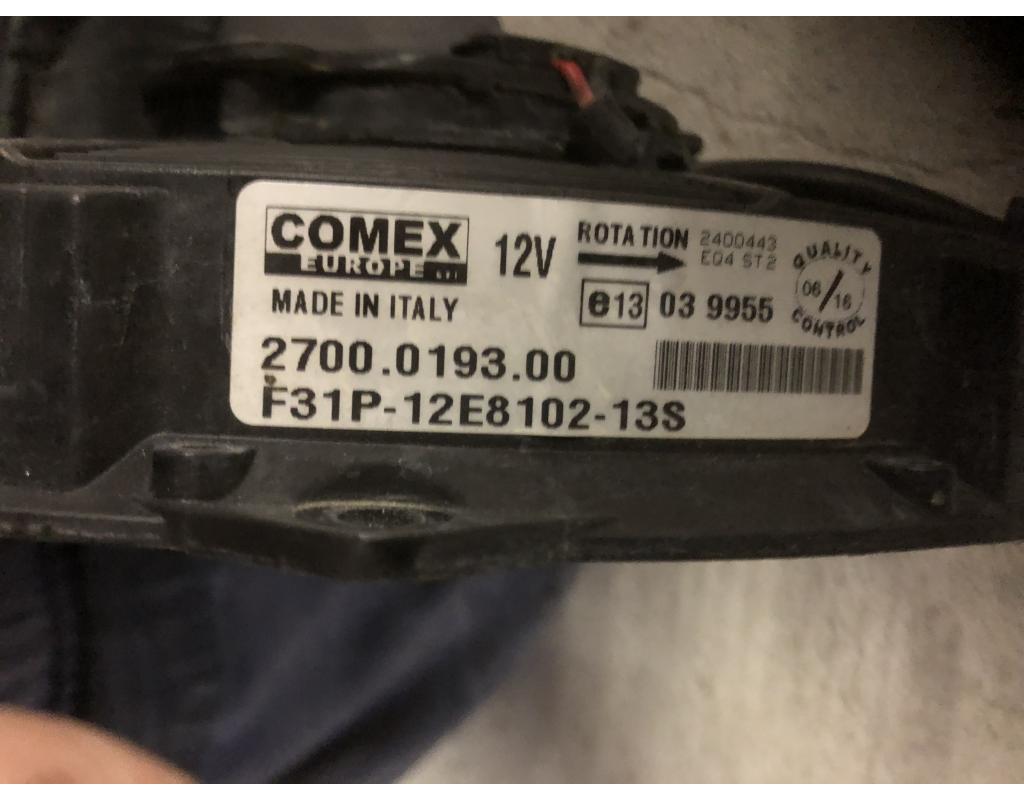 COMEX
EUROPE
12V
ROTATION
2400443
E04 ST2
QUALITY
06/16
CONTROL
MADE IN ITALY
e13 03 9955
2700.0193.00
F31P-12E8102-13S